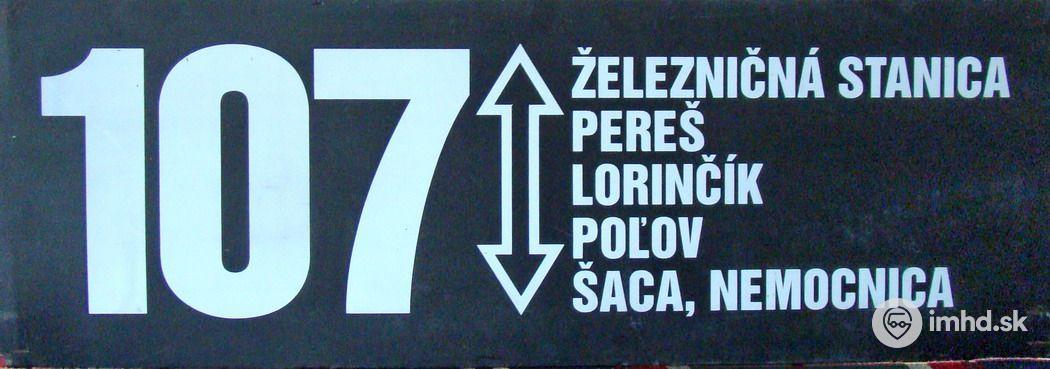 107
ŽELEZNIČNÁ STANICA
PEREŠ
LORINČÍK
POĽOV
ŠACA, NEMOCNICA
imhd.sk